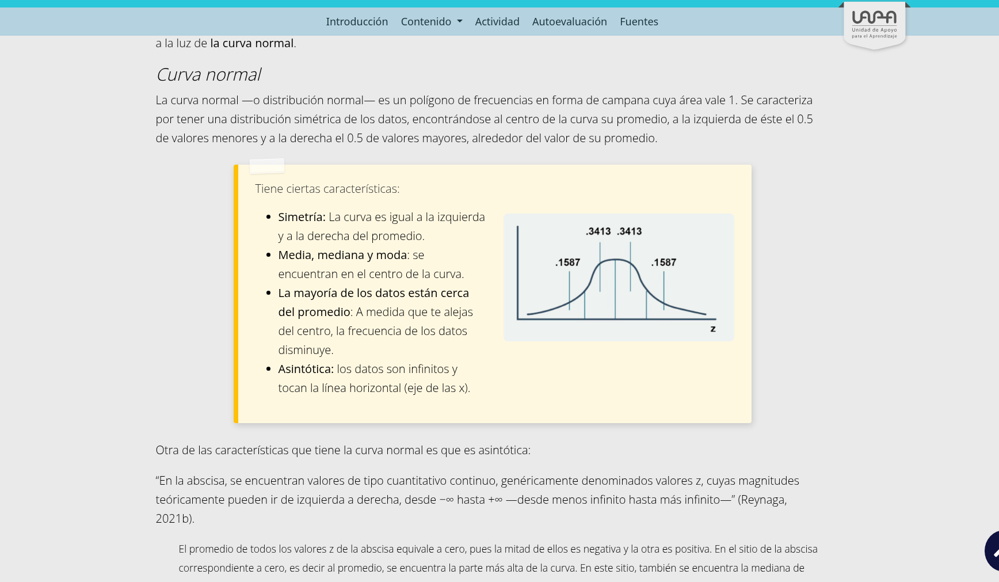 Introducción Contenido Actividad Autoevaluación Fuentes
Unidad de Apoyo
para el Aprendizaje
a la luz de la curva normal.
Curva normal
La curva normal —o distribución normal— es un polígono de frecuencias en forma de campana cuya área vale 1. Se caracteriza
por tener una distribución simétrica de los datos, encontrándose al centro de la curva su promedio, a la izquierda de éste el 0.5
de valores menores y a la derecha el 0.5 de valores mayores, alrededor del valor de su promedio.
Tiene ciertas características:
Simetría: La curva es igual a la izquierda
y a la derecha del promedio.
Media, mediana y moda: se
encuentran en el centro de la curva.
La mayoría de los datos están cerca
del promedio: A medida que te alejas
del centro, la frecuencia de los datos
disminuye.
Asintótica: los datos son infinitos y
tocan la línea horizontal (eje de las x).
.3413 .3413
.1587 .1587
z
Otra de las características que tiene la curva normal es que es asintótica:
“En la abscisa, se encuentran valores de tipo cuantitativo continuo, genéricamente denominados valores z, cuyas magnitudes
teóricamente pueden ir de izquierda a derecha, desde −∞ hasta +∞ —desde menos infinito hasta más infinito—” (Reynaga,
2021b).
El promedio de todos los valores z de la abscisa equivale a cero, pues la mitad de ellos es negativa y la otra es positiva. En el sitio de la abscisa
correspondiente a cero, es decir al promedio, se encuentra la parte más alta de la curva. En este sitio, también se encuentra la mediana de